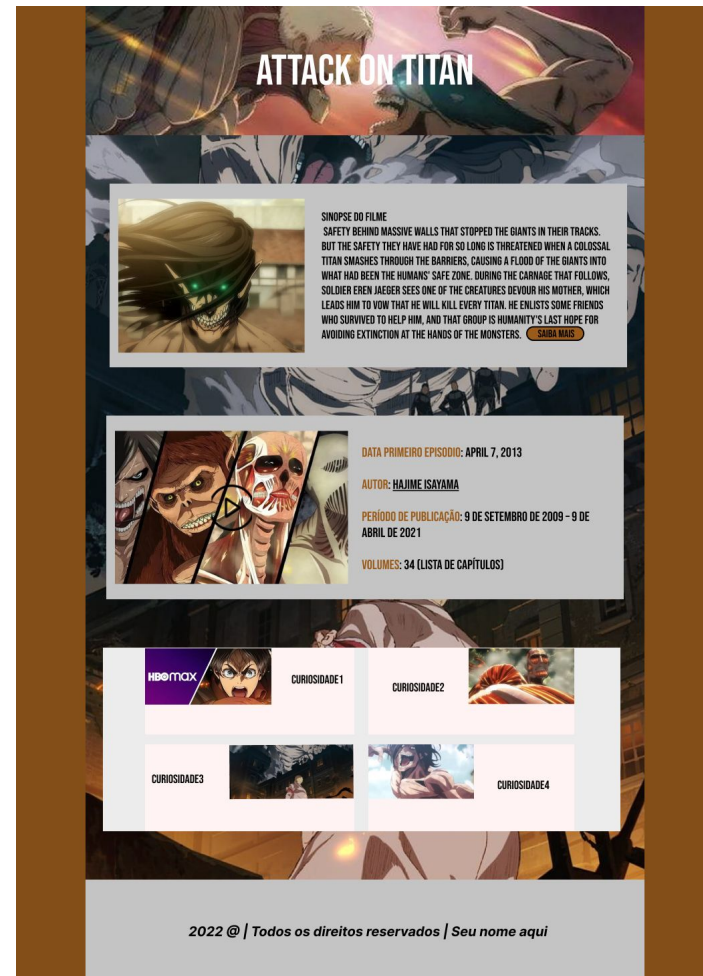 ATTACK ON TITAN
SINOPSE DO FILME
SAFETY BEHIND MASSIVE WALLS THAT STOPPED THE GIANTS IN THEIR TRACKS.
BUT THE SAFETY THEY HAVE HAD FOR SO LONG IS THREATENED WHEN A COLOSSAL
TITAN SMASHES THROUGH THE BARRIERS, CAUSING A FLOOD OF THE GIANTS INTO
WHAT HAD BEEN THE HUMANS' SAFE ZONE. DURING THE CARNAGE THAT FOLLOWS,
SOLDIER EREN JAEGER SEES ONE OF THE CREATURES DEVOUR HIS MOTHER, WHICH
LEADS HIM TO VOW THAT HE WILL KILL EVERY TITAN. HE ENLISTS SOME FRIENDS
WHO SURVIVED TO HELP HIM, AND THAT GROUP IS HUMANITY'S LAST HOPE FOR
AVOIDING EXTINCTION AT THE HANDS OF THE MONSTERS. SAIBA MAIS
DATA PRIMEIRO EPISODIO: APRIL 7, 2013
AUTOR: HAJIME ISAYAMA
PERÍODO DE PUBLICAÇÃO: 9 DE SETEMBRO DE 2009 – 9 DE
ABRIL DE 2021
VOLUMES: 34 (LISTA DE CAPÍTULOS)
HBOMAX
CURIOSIDADE1
CURIOSIDADE2
CURIOSIDADE3
CURIOSIDADE4
2022 @ | Todos os direitos reservados | Seu nome aqui